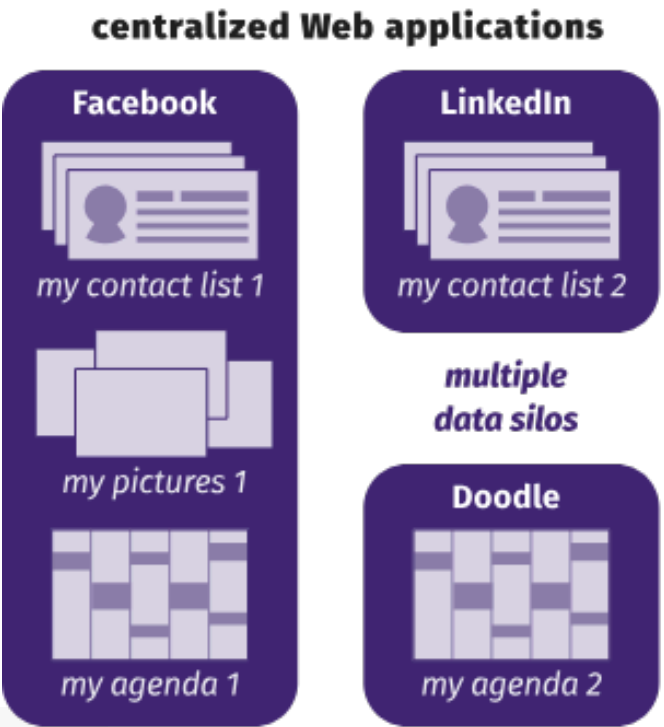 centralized Web applications
Facebook
my contact list 1
my pictures 1
my agenda 1
LinkedIn
my contact list 2
multiple
data silos
Doodle
my agenda 2